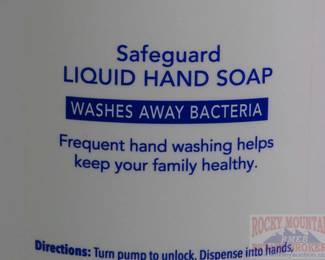 Safeguard
LIQUID HAND SOAP
WASHES AWAY BACTERIA
Frequent hand washing helps
keep your family healthy.
Directions: Turn pump to unlock. Dispense into hands,
ROCKY MOUNTAIN